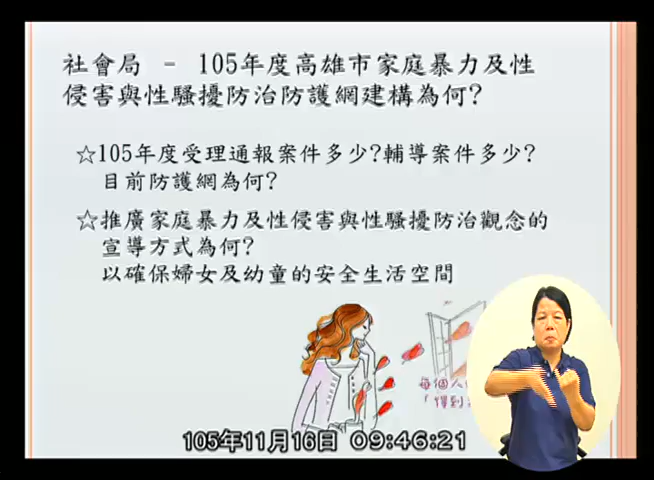 社會局 - 105年度高雄市家庭暴力及性
侵害與性騷擾防治防護網建構為何?
☆105年度受理通報案件多少?輔導案件多少?
目前防護網為何?
☆推廣家庭暴力及性侵害與性騷擾防治觀念的
宣導方式為何?
以確保婦女及幼童的安全生活空間
每個人
「得到
105年11月16日 09:46:21